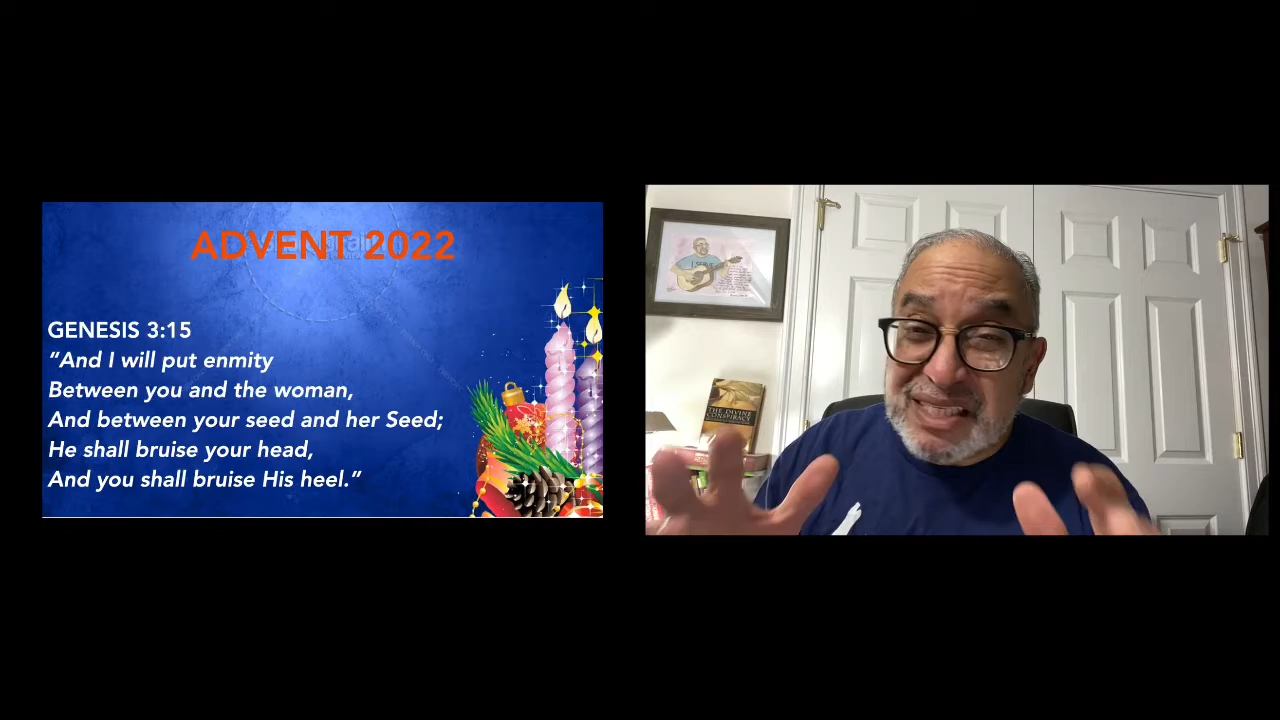 ADVENT 2022
GENESIS 3:15
“And I will put enmity
Between you and the woman,
And between your seed and her Seed;
He shall bruise your head,
And you shall bruise His heel.”
I SERVE
THE DIVINE
CONSPIRACY